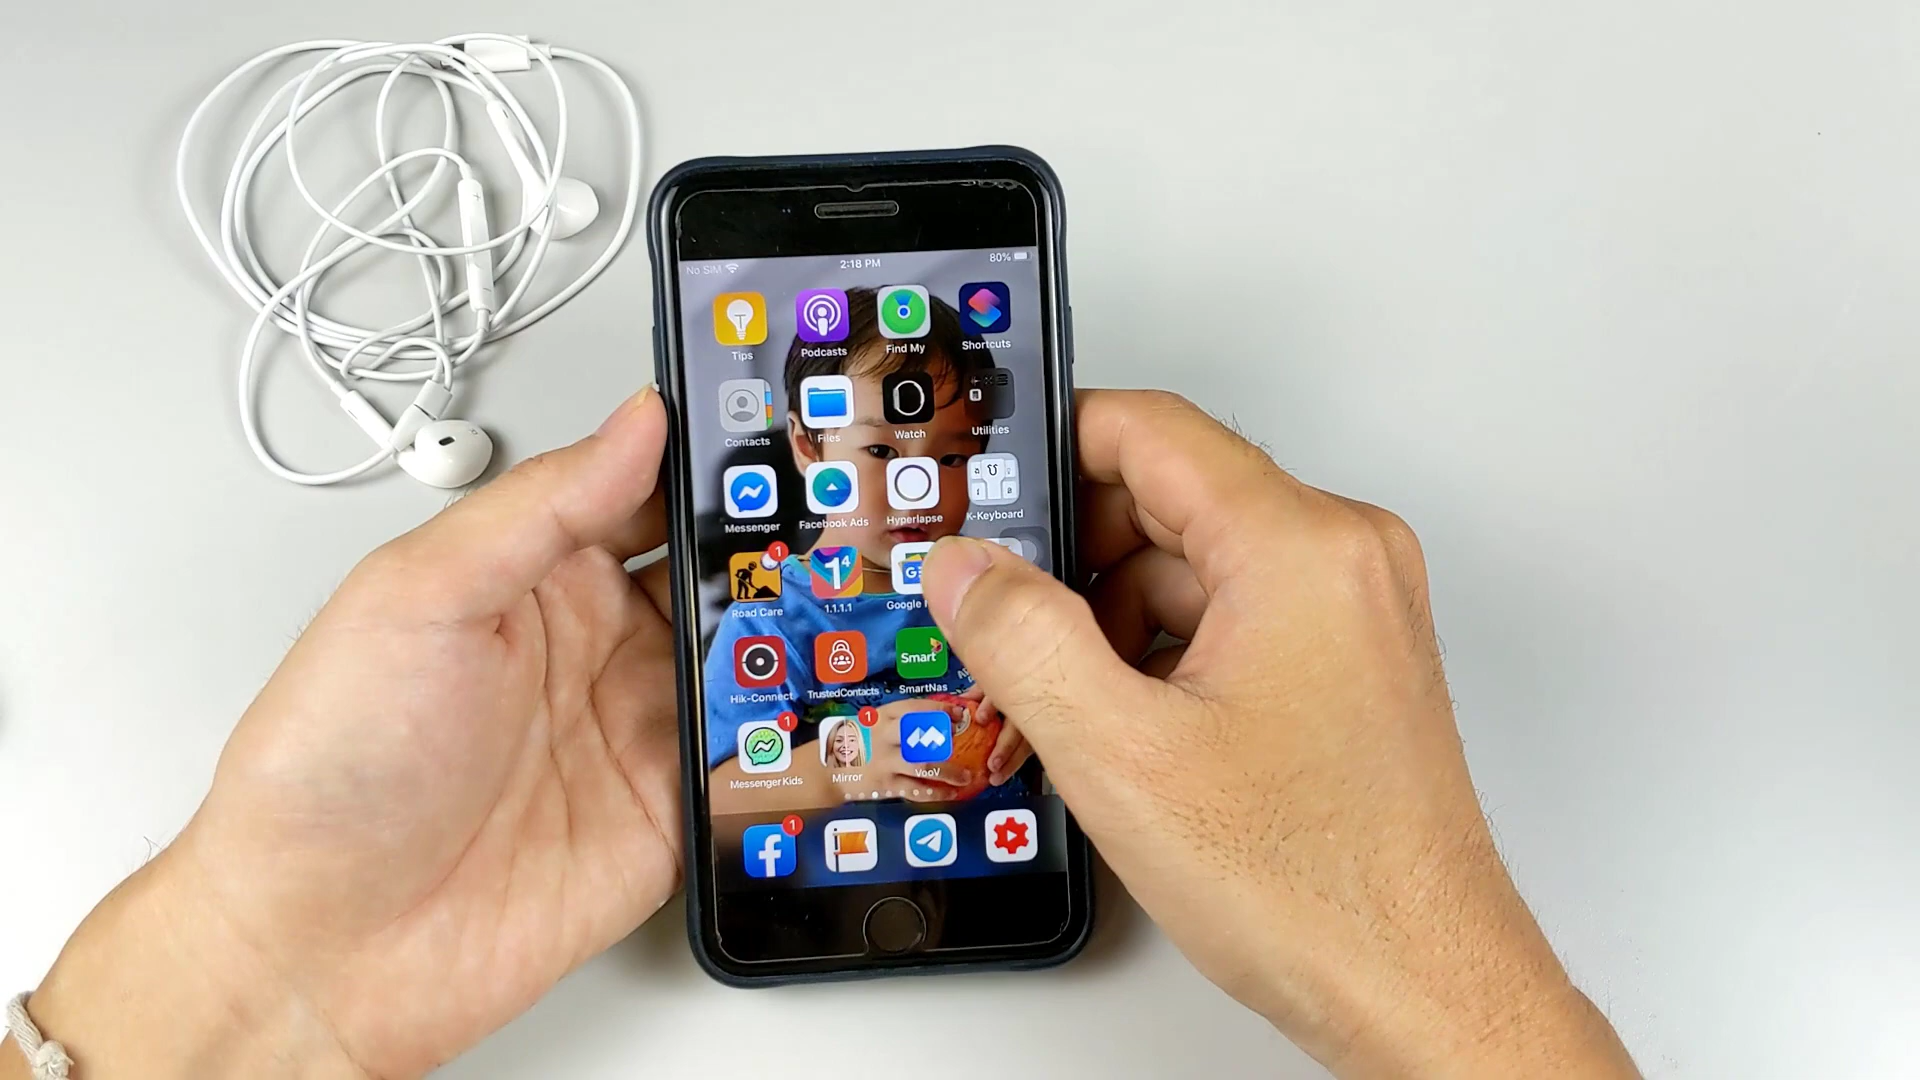 No SIM 2:18 PM 80%
Tips Podcasts Find My Shortcuts
Contacts Files Watch Utilities
Messenger Facebook Ads Hyperlapse K-Keyboard
1
1⁴
G
Road Care 1.1.1.1 Google
Smart
Hik-Connect TrustedContacts SmartNas
1 1
Messenger Kids Mirror VooV
1
f